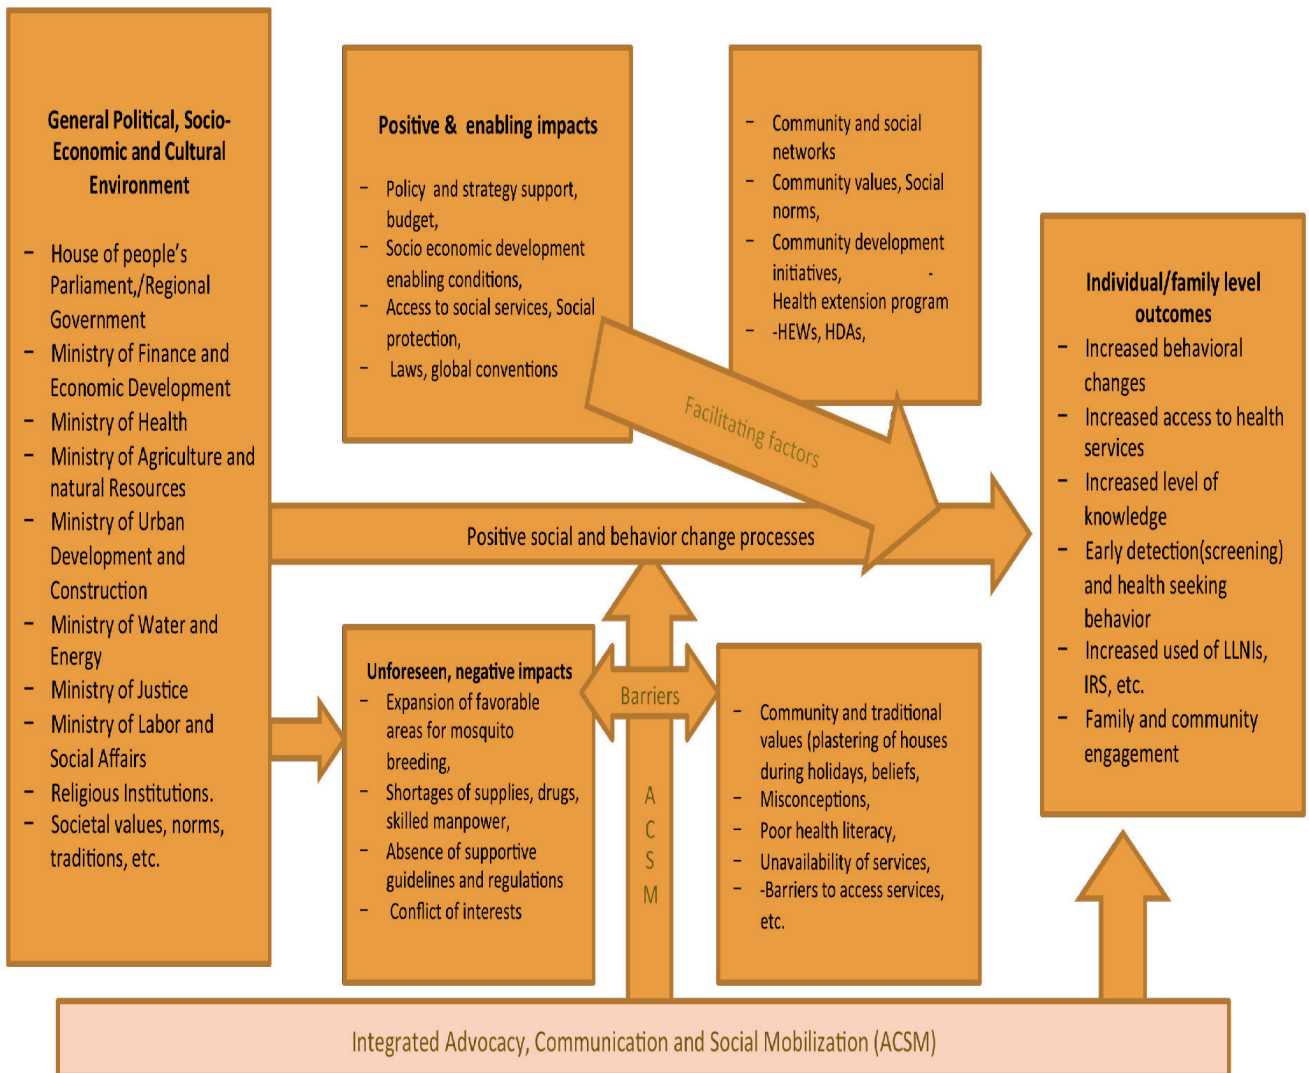 General Political, Socio-
Economic and Cultural
Environment
– House of people’s
Parliament,/Regional
Government
– Ministry of Finance and
Economic Development
– Ministry of Health
– Ministry of Agriculture and
natural Resources
– Ministry of Urban
Development and
Construction
– Ministry of Water and
Energy
– Ministry of Justice
– Ministry of Labor and
Social Affairs
– Religious Institutions.
– Societal values, norms,
traditions, etc.
Positive & enabling impacts
– Policy and strategy support,
budget,
– Socio economic development
enabling conditions,
– Access to social services, Social
protection,
– Laws, global conventions
– Community and social
networks
– Community values, Social
norms,
– Community development
initiatives, -
Health extension program
– -HEWs, HDAs,
Facilitating factors
Positive social and behavior change processes
Unforeseen, negative impacts
– Expansion of favorable
areas for mosquito
breeding,
– Shortages of supplies, drugs,
skilled manpower,
– Absence of supportive
guidelines and regulations
– Conflict of interests
Barriers
A
C
S
M
– Community and traditional
values (plastering of houses
during holidays, beliefs,
– Misconceptions,
– Poor health literacy,
– Unavailability of services,
– -Barriers to access services,
etc.
Individual/family level
outcomes
– Increased behavioral
changes
– Increased access to health
services
– Increased level of
knowledge
– Early detection(screening)
and health seeking
behavior
– Increased used of LLNIs,
IRS, etc.
– Family and community
engagement
Integrated Advocacy, Communication and Social Mobilization (ACSM)